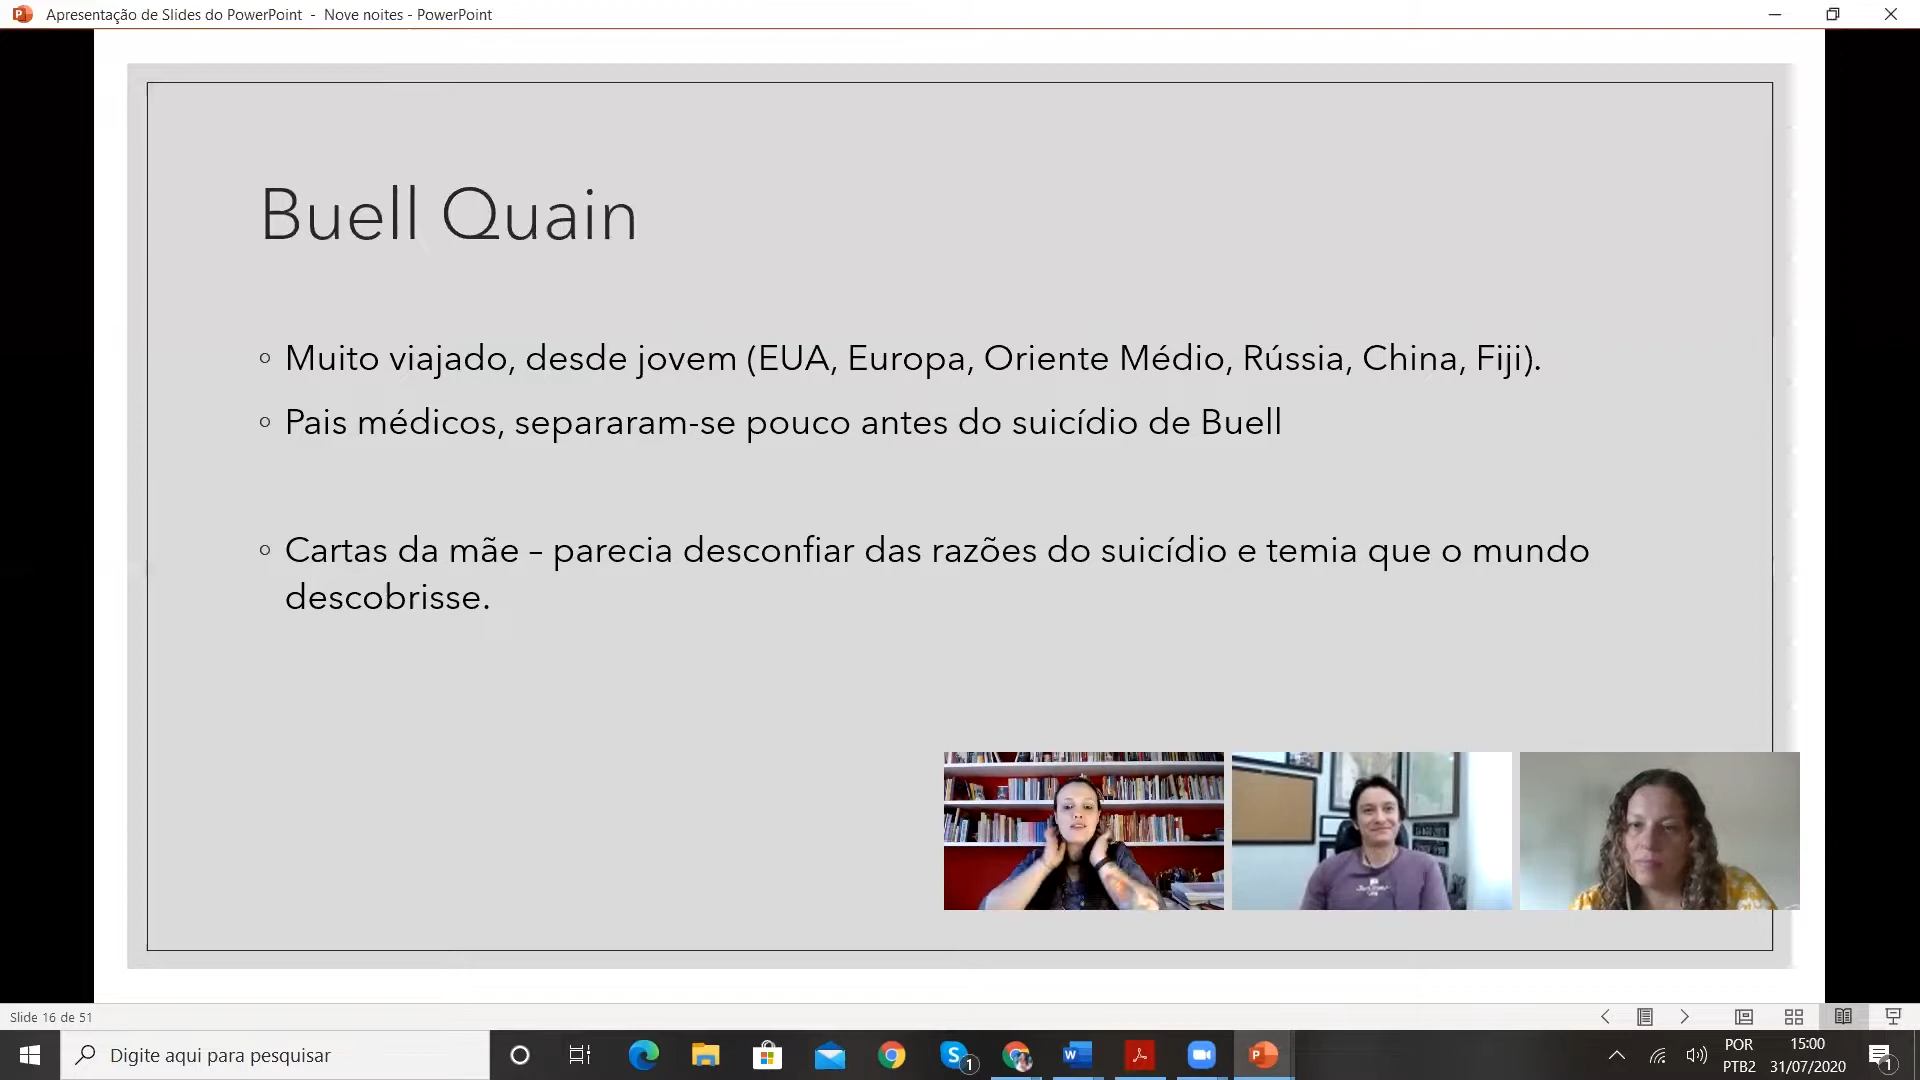 Apresentação de Slides do PowerPoint - Nove noites - PowerPoint
Buell Quain
Muito viajado, desde jovem (EUA, Europa, Oriente Médio, Rússia, China, Fiji).
Pais médicos, separaram-se pouco antes do suicídio de Buell
Cartas da mãe – parecia desconfiar das razões do suicídio e temia que o mundo
descobrisse.
Slide 16 de 51
Digite aqui para pesquisar
1
POR
PTB2
15:00
31/07/2020
1